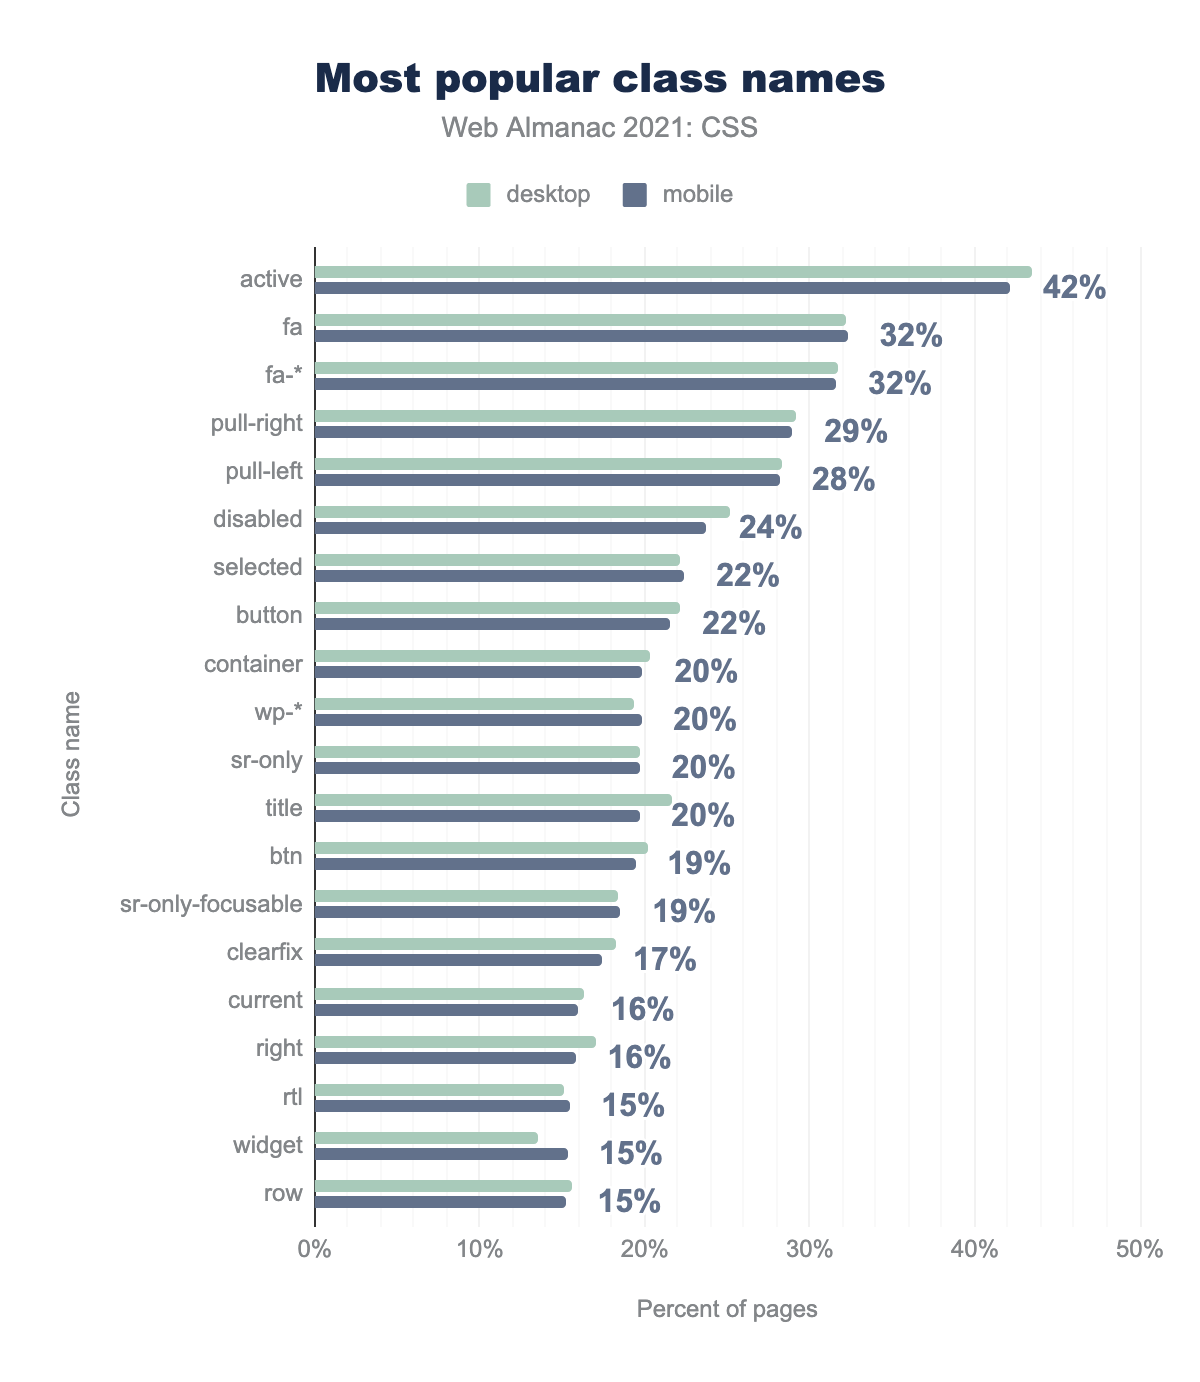 Most popular class names
Web Almanac 2021: CSS
desktop mobile
active 42%
fa 32%
fa-* 32%
pull-right 29%
pull-left 28%
disabled 24%
selected 22%
button 22%
container 20%
wp-* 20%
sr-only 20%
title 20%
btn 19%
sr-only-focusable 19%
clearfix 17%
current 16%
right 16%
rtl 15%
widget 15%
row 15%
Class name
0% 10% 20% 30% 40% 50%
Percent of pages